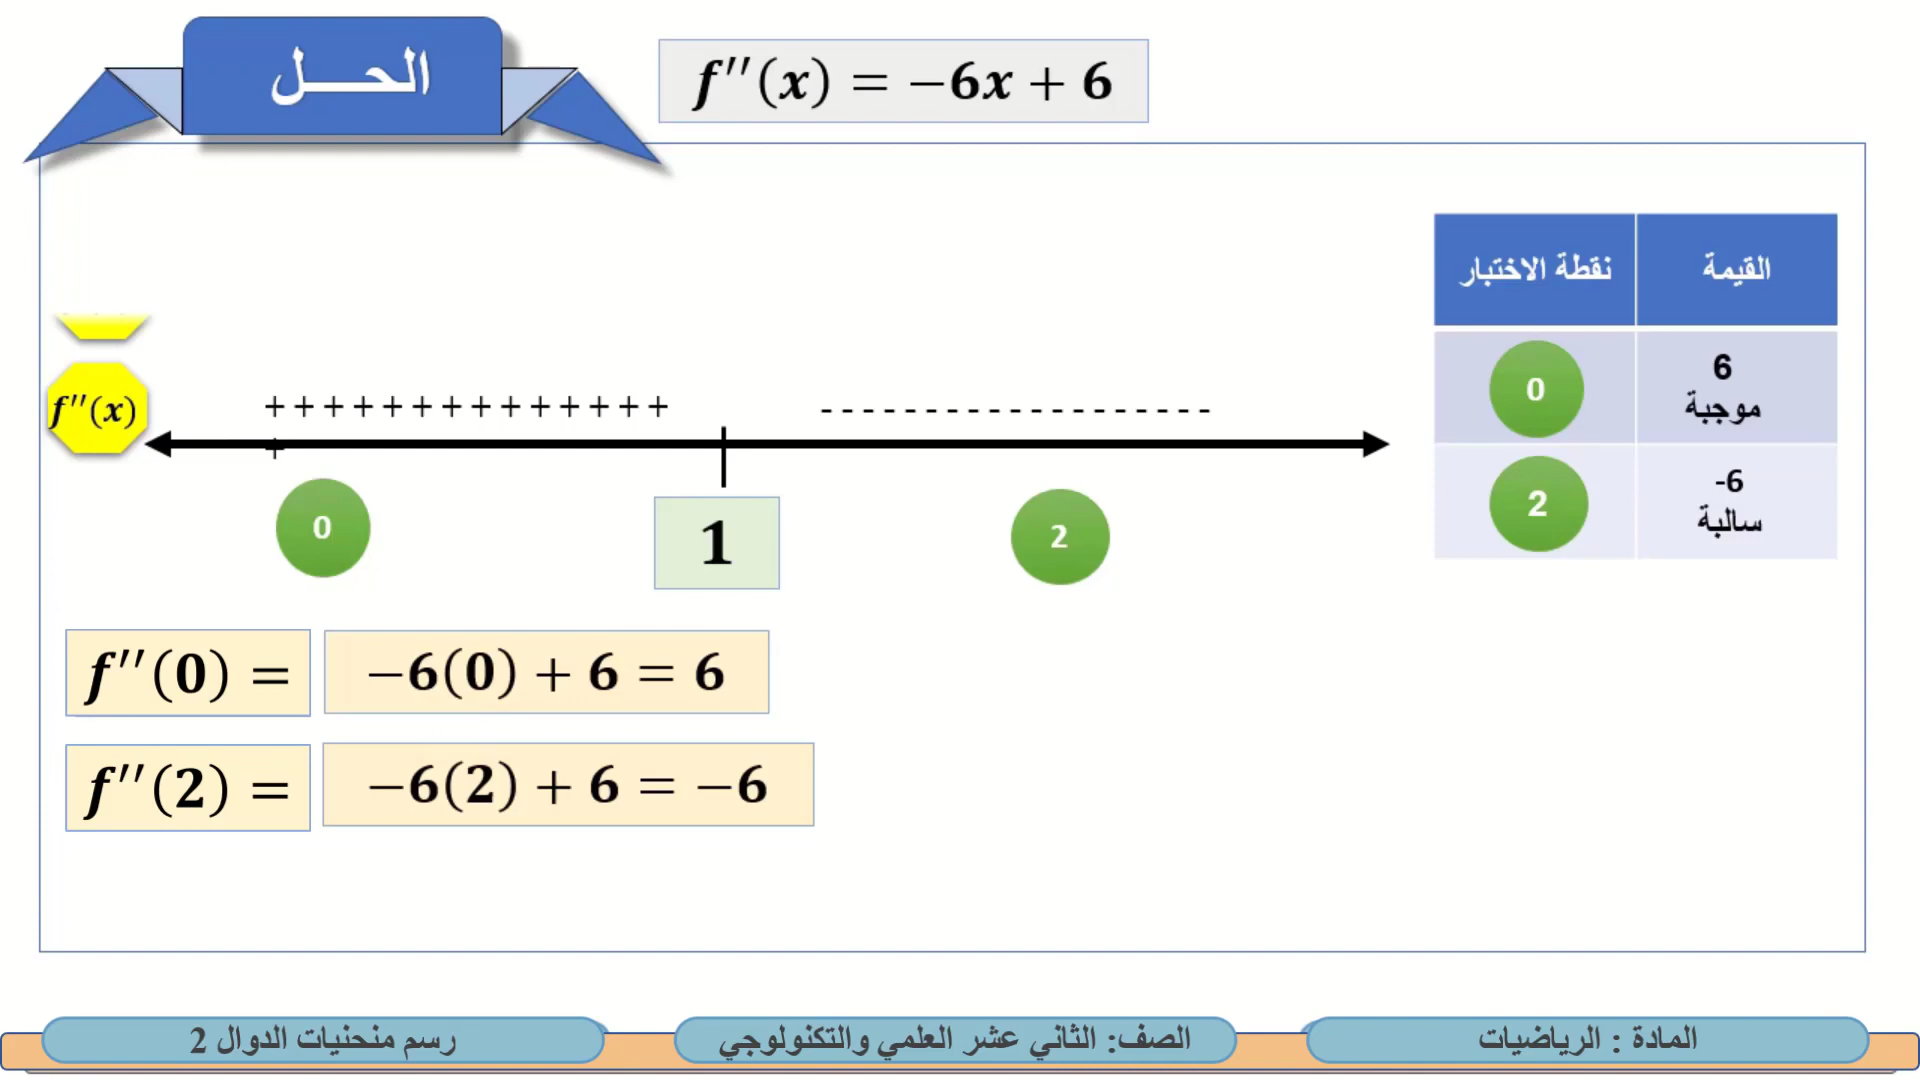 الحــــل
f′′(x) = −6x + 6
نقطة الاختبار القيمة
0 6
موجبة
2 -6
سالبة
f′′(x)
+ + + + + + + + + + + + + +
+
- - - - - - - - - - - - - - - - - - -
0 1 2
f′′(0) = −6(0) + 6 = 6
f′′(2) = −6(2) + 6 = −6
المادة : الرياضيات
الصف: الثاني عشر العلمي والتكنولوجي
رسم منحنيات الدوال 2